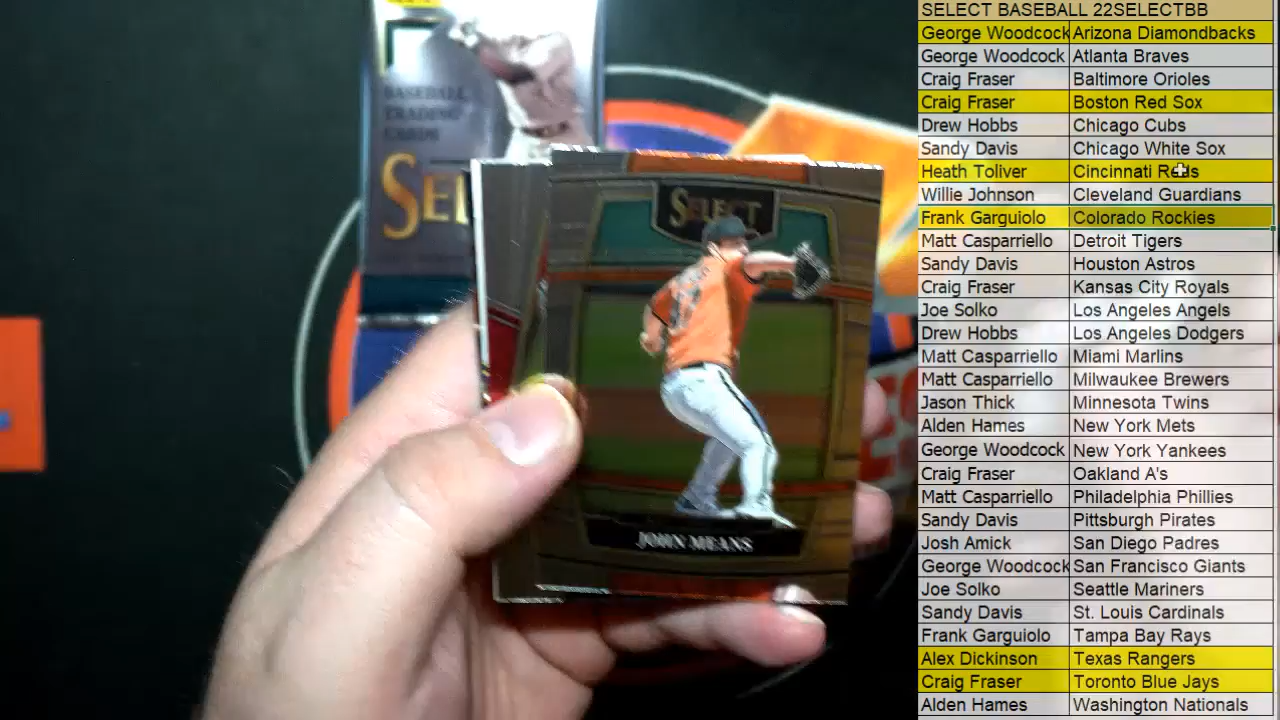 SELECT BASEBALL 22SELECTBB
George Woodcock Arizona Diamondbacks
George Woodcock Atlanta Braves
Craig Fraser Baltimore Orioles
Craig Fraser Boston Red Sox
Drew Hobbs Chicago Cubs
Sandy Davis Chicago White Sox
Heath Toliver Cincinnati Reds
Willie Johnson Cleveland Guardians
Frank Garguiolo Colorado Rockies
Matt Casparriello Detroit Tigers
Sandy Davis Houston Astros
Craig Fraser Kansas City Royals
Joe Solko Los Angeles Angels
Drew Hobbs Los Angeles Dodgers
Matt Casparriello Miami Marlins
Matt Casparriello Milwaukee Brewers
Jason Thick Minnesota Twins
Alden Hames New York Mets
George Woodcock New York Yankees
Craig Fraser Oakland A's
Matt Casparriello Philadelphia Phillies
Sandy Davis Pittsburgh Pirates
Josh Amick San Diego Padres
George Woodcock San Francisco Giants
Joe Solko Seattle Mariners
Sandy Davis St. Louis Cardinals
Frank Garguiolo Tampa Bay Rays
Alex Dickinson Texas Rangers
Craig Fraser Toronto Blue Jays
Alden Hames Washington Nationals
BASEBALL
TRADING
CARDS
SELECT
JOHN MEANS